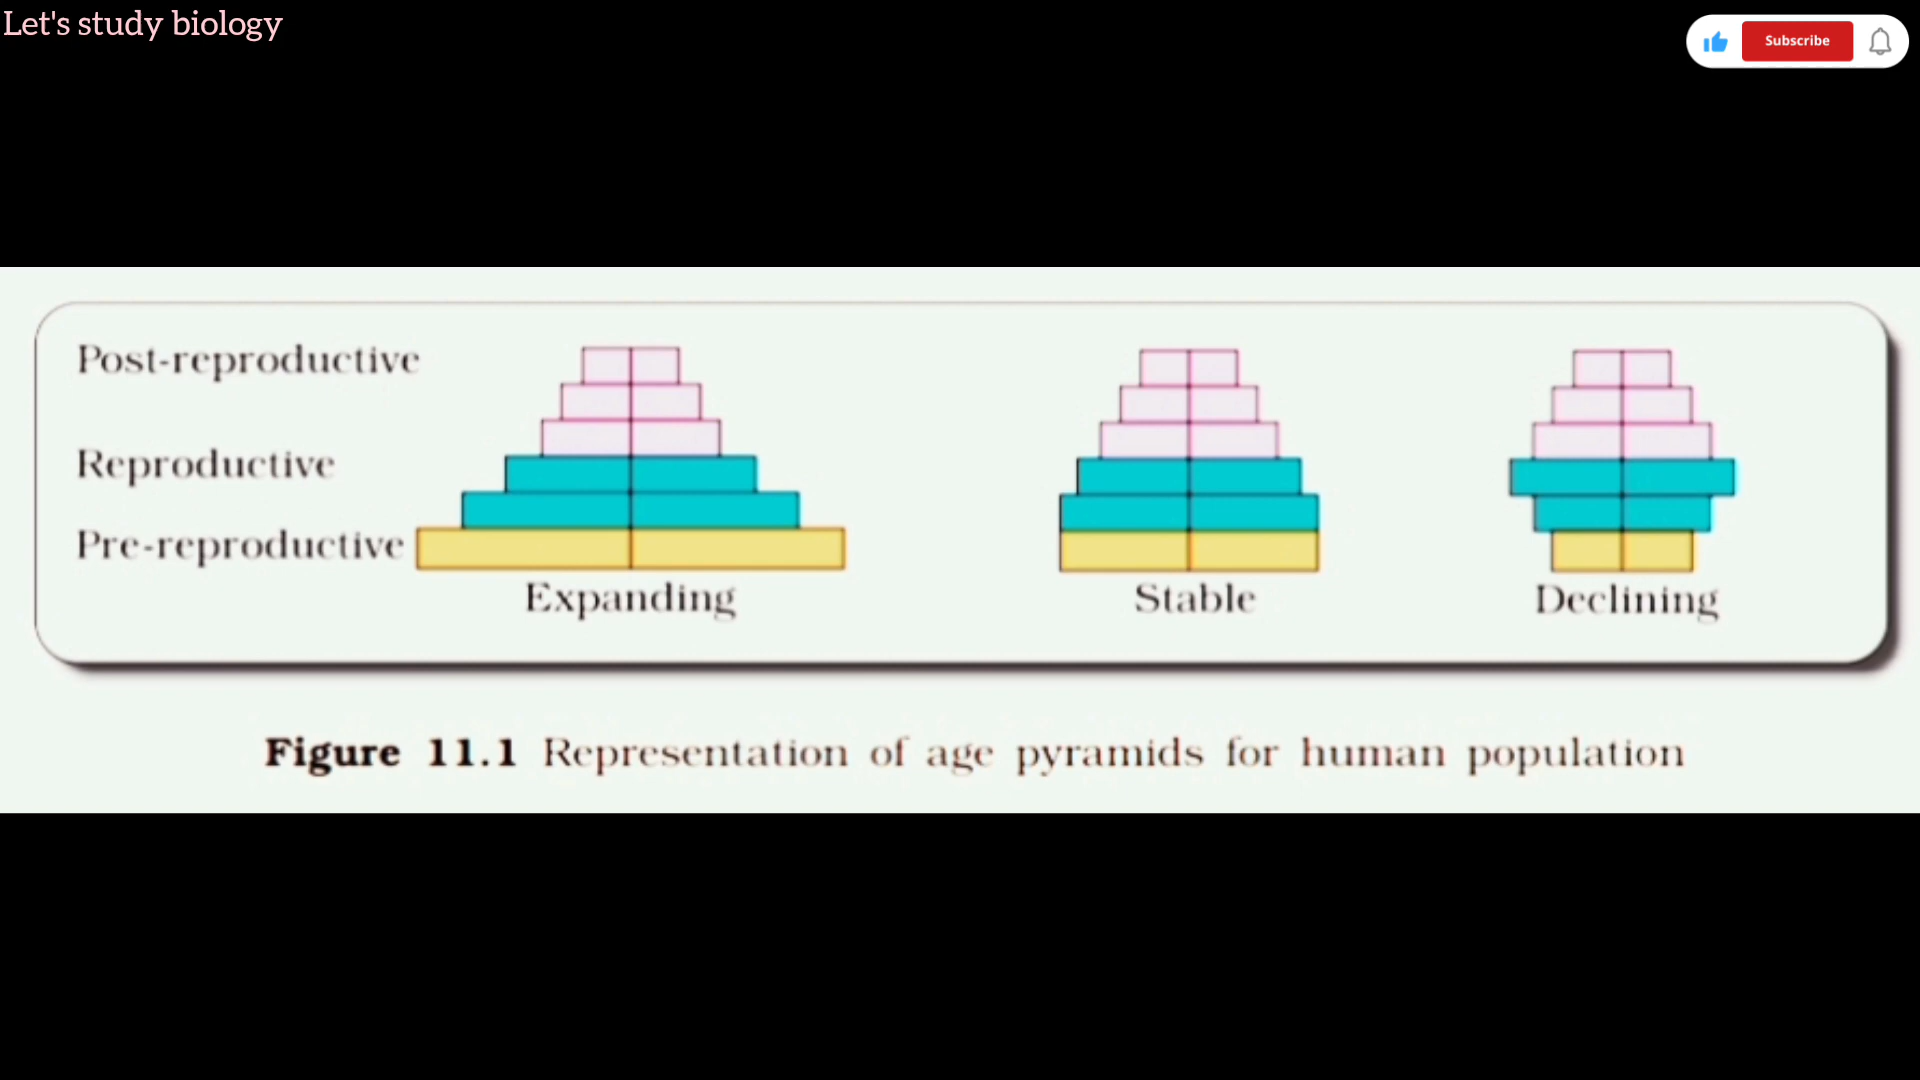 Let's study biology
Subscribe
Post-reproductive
Reproductive
Pre-reproductive
Expanding
Stable
Declining
Figure 11.1 Representation of age pyramids for human population